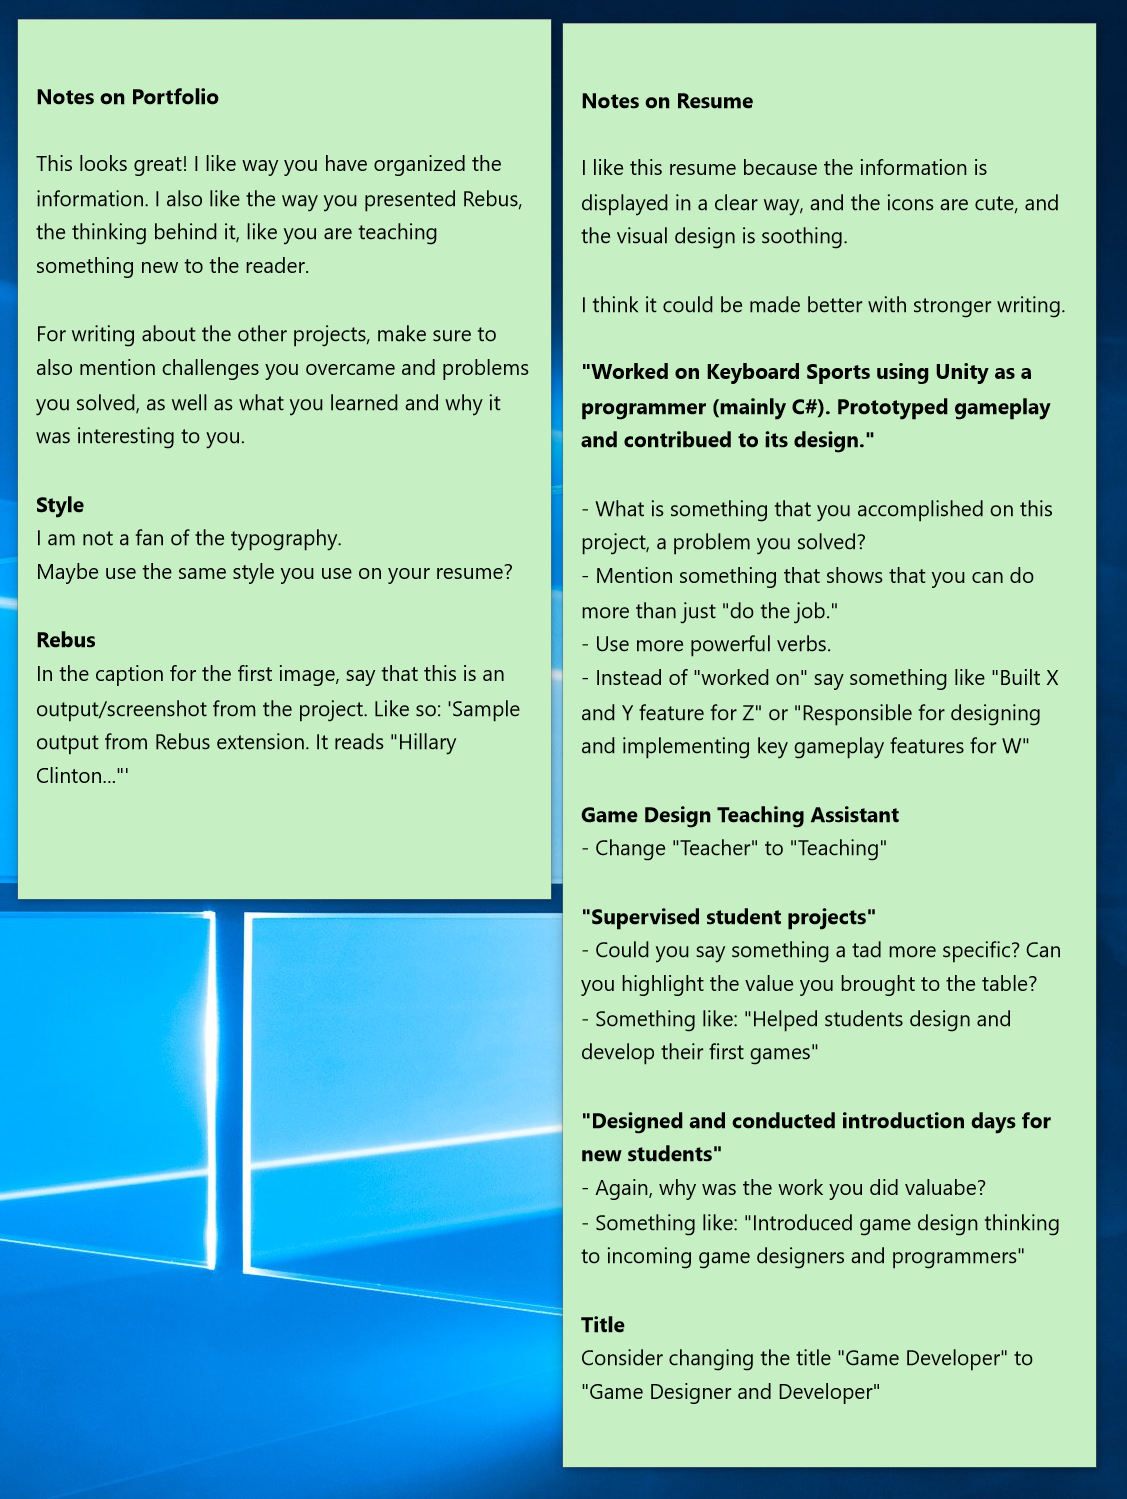 Notes on Portfolio
This looks great! I like way you have organized the
information. I also like the way you presented Rebus,
the thinking behind it, like you are teaching
something new to the reader.
For writing about the other projects, make sure to
also mention challenges you overcame and problems
you solved, as well as what you learned and why it
was interesting to you.
Style
I am not a fan of the typography.
Maybe use the same style you use on your resume?
Rebus
In the caption for the first image, say that this is an
output/screenshot from the project. Like so: 'Sample
output from Rebus extension. It reads "Hillary
Clinton..."'
Notes on Resume
I like this resume because the information is
displayed in a clear way, and the icons are cute, and
the visual design is soothing.
I think it could be made better with stronger writing.
"Worked on Keyboard Sports using Unity as a
programmer (mainly C#). Prototyped gameplay
and contribued to its design."
- What is something that you accomplished on this
project, a problem you solved?
- Mention something that shows that you can do
more than just "do the job."
- Use more powerful verbs.
- Instead of "worked on" say something like "Built X
and Y feature for Z" or "Responsible for designing
and implementing key gameplay features for W"
Game Design Teaching Assistant
- Change "Teacher" to "Teaching"
"Supervised student projects"
- Could you say something a tad more specific? Can
you highlight the value you brought to the table?
- Something like: "Helped students design and
develop their first games"
"Designed and conducted introduction days for
new students"
- Again, why was the work you did valuabe?
- Something like: "Introduced game design thinking
to incoming game designers and programmers"
Title
Consider changing the title "Game Developer" to
"Game Designer and Developer"